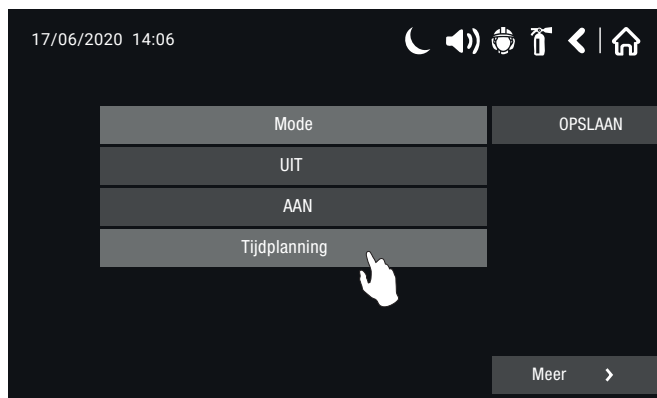 17/06/2020 14:06
Mode
OPSLAAN
UIT
AAN
Tijdplanning
Meer